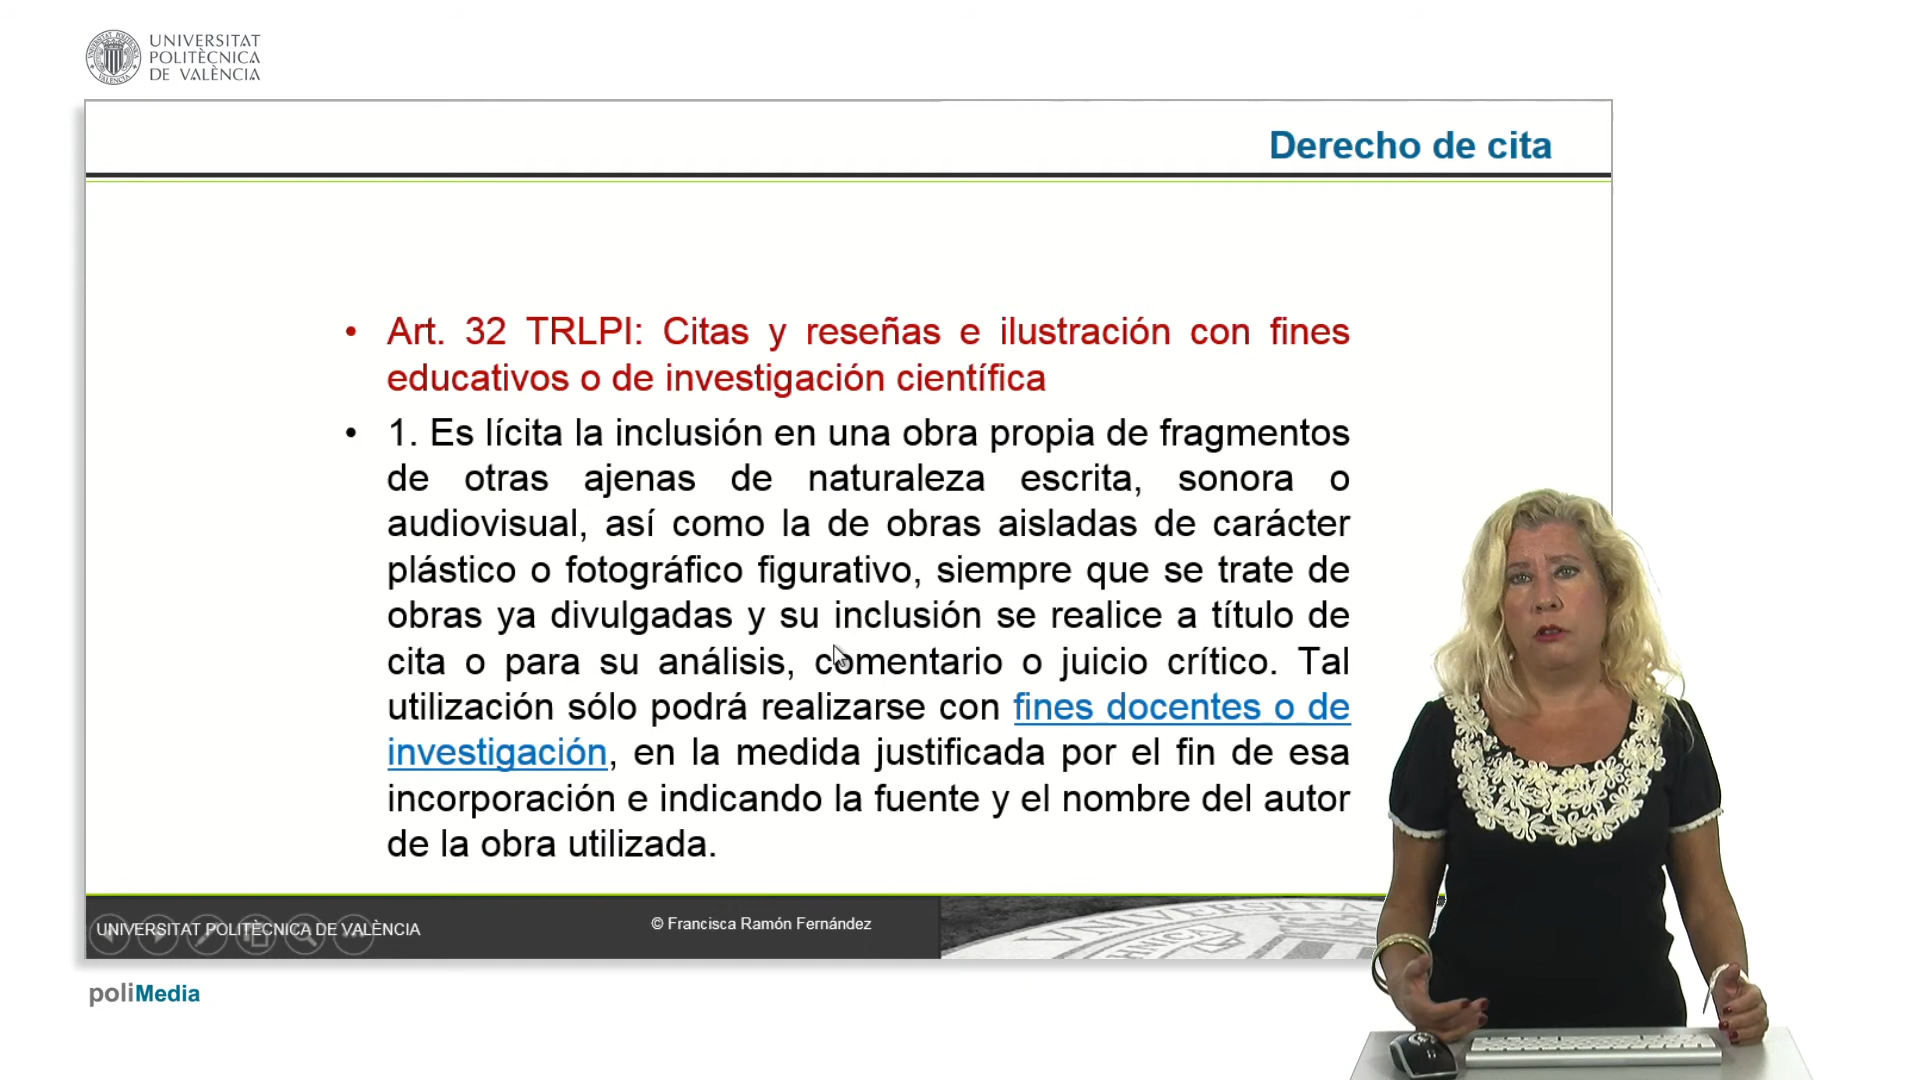 UNIVERSITAT
POLITÈCNICA
DE VALÈNCIA
Derecho de cita
• Art. 32 TRLPI: Citas y reseñas e ilustración con fines
educativos o de investigación científica
• 1. Es lícita la inclusión en una obra propia de fragmentos
de otras ajenas de naturaleza escrita, sonora o
audiovisual, así como la de obras aisladas de carácter
plástico o fotográfico figurativo, siempre que se trate de
obras ya divulgadas y su inclusión se realice a título de
cita o para su análisis, comentario o juicio crítico. Tal
utilización sólo podrá realizarse con fines docentes o de
investigación, en la medida justificada por el fin de esa
incorporación e indicando la fuente y el nombre del autor
de la obra utilizada.
UNIVERSITAT POLITÈCNICA DE VALÈNCIA
© Francisca Ramón Fernández
poliMedia